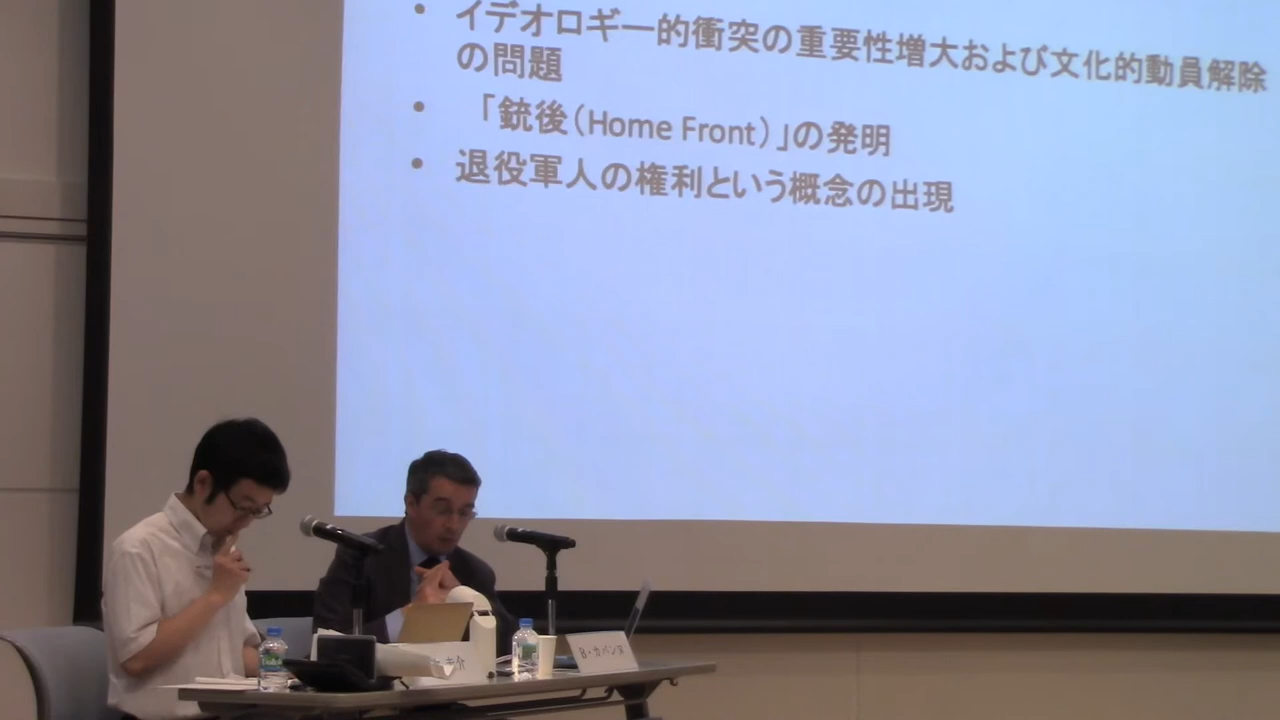 • イデオロギー的衝突の重要性増大および文化的動員解除
の問題
• 「銃後(Home Front)」の発明
• 退役軍人の権利という概念の出現
圭介
B・カバンヌ